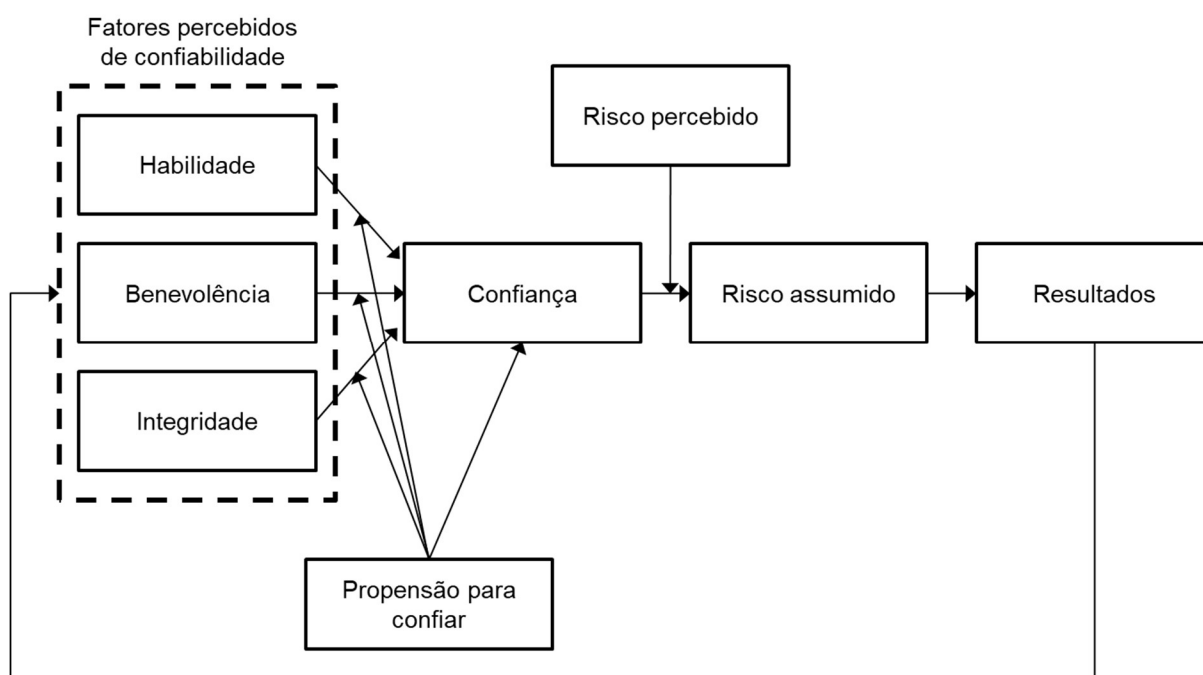 Fatores percebidos
de confiabilidade
Habilidade
Benevolência
Integridade
Propensão para
confiar
Confiança
Risco percebido
Risco assumido
Resultados